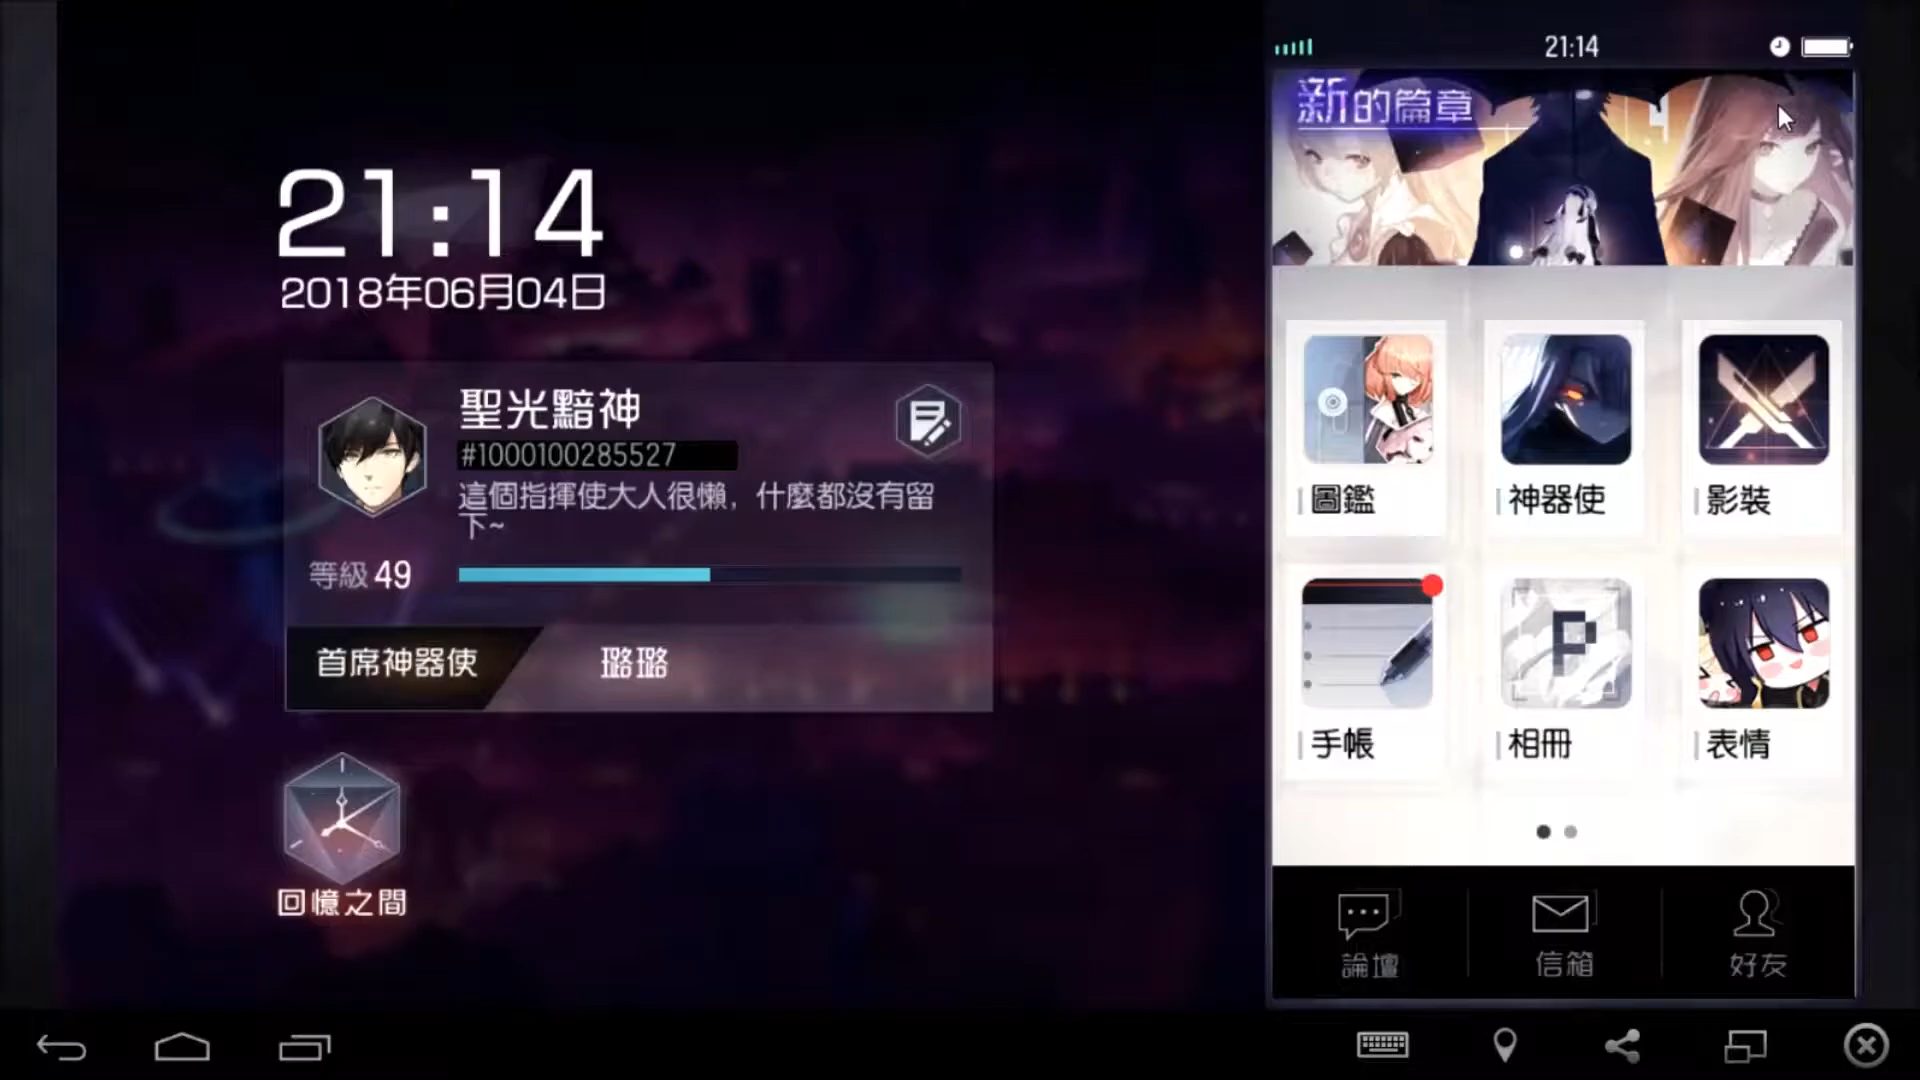 21:14
2018年06月04日
聖光黯神
#1000100285527
這個指揮使大人很懶，什麼都沒有留
下~
等級 49
首席神器使 璐璐
回憶之間
21:14
新的篇章
圖鑑 神器使 影裝
手帳 相冊 表情
論壇 信箱 好友